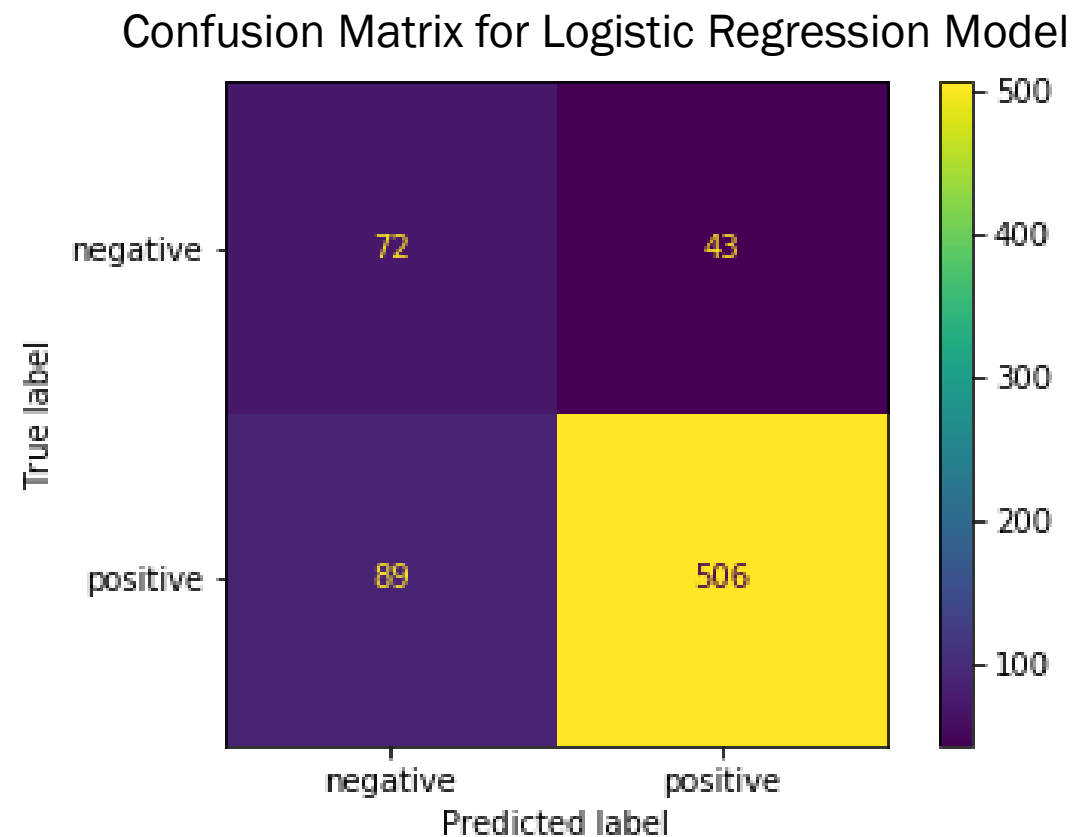 Confusion Matrix for Logistic Regression Model
500
400
300
200
100
negative
72
43
True label
positive
89
506
negative
positive
Predicted label